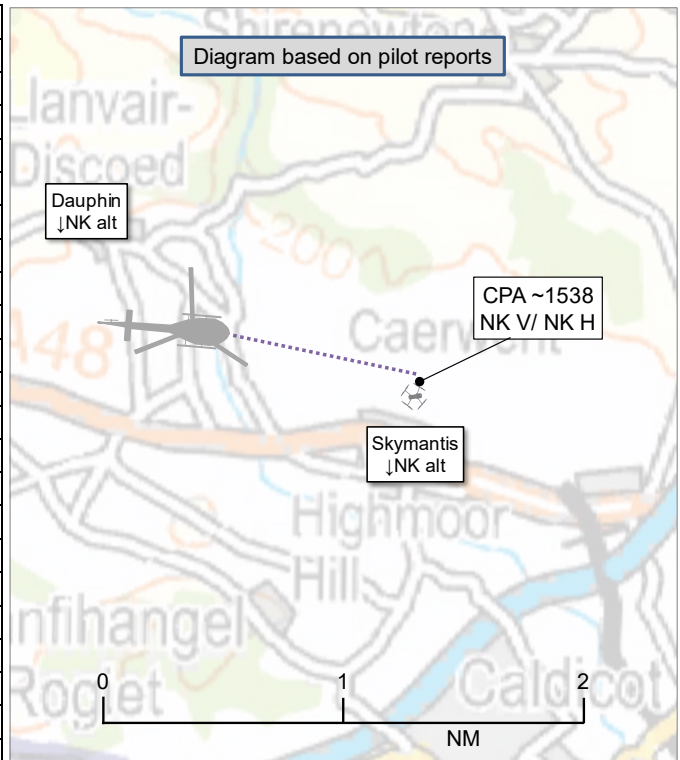 Shirenewton
Diagram based on pilot reports
Llanvair-
Discoed
Dauphin
↓NK alt
200
CPA ~1538
NK V/ NK H
A48
Caerwent
Skymantis
↓NK alt
Highmoor
Hill
nfihangel
Rogiet
Caldicot
0 1 2
NM